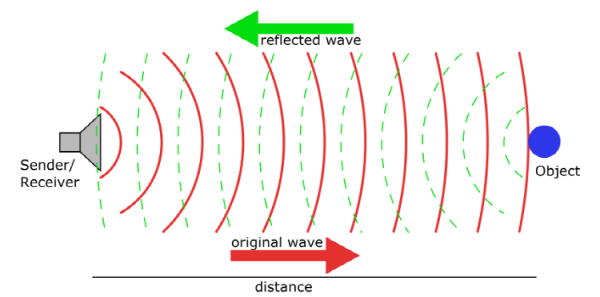 reflected wave
Sender/
Receiver
Object
original wave
distance